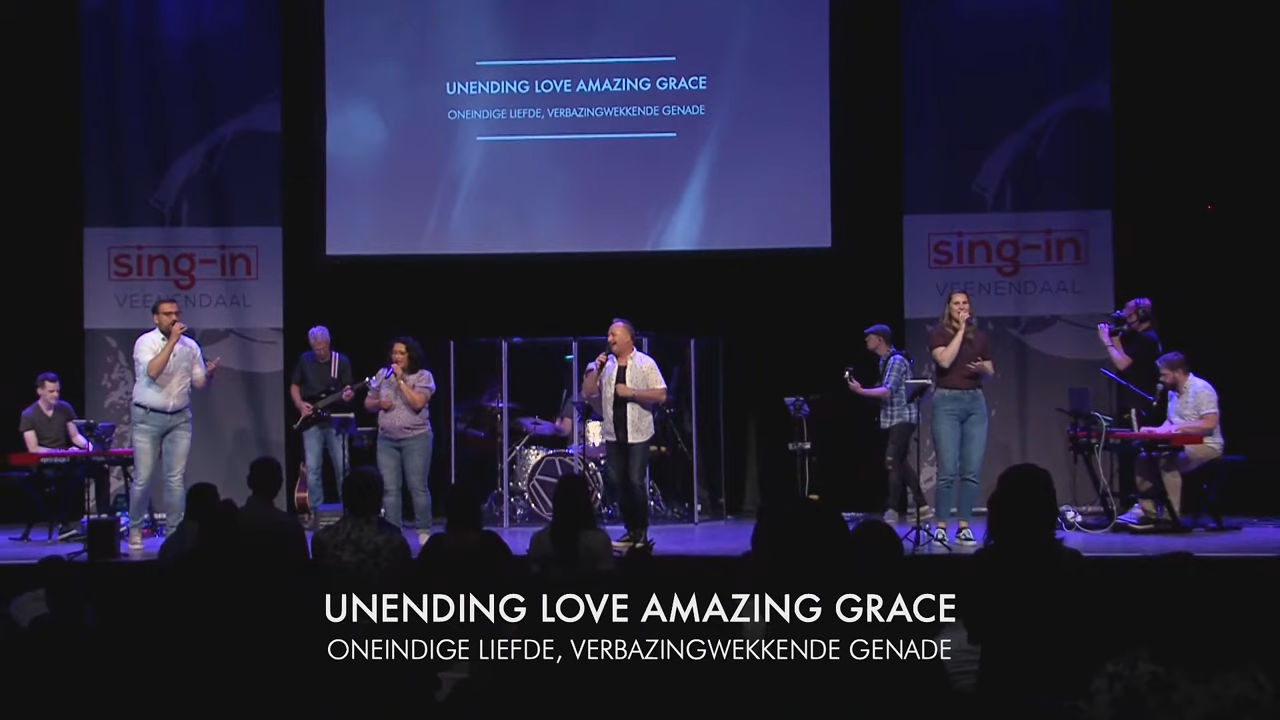 UNENDING LOVE AMAZING GRACE
ONEINDIGE LIEFDE, VERBAZINGWEKKENDE GENADE
sing-in
VEENENDAAL
sing-in
VEENENDAAL
UNENDING LOVE AMAZING GRACE
ONEINDIGE LIEFDE, VERBAZINGWEKKENDE GENADE